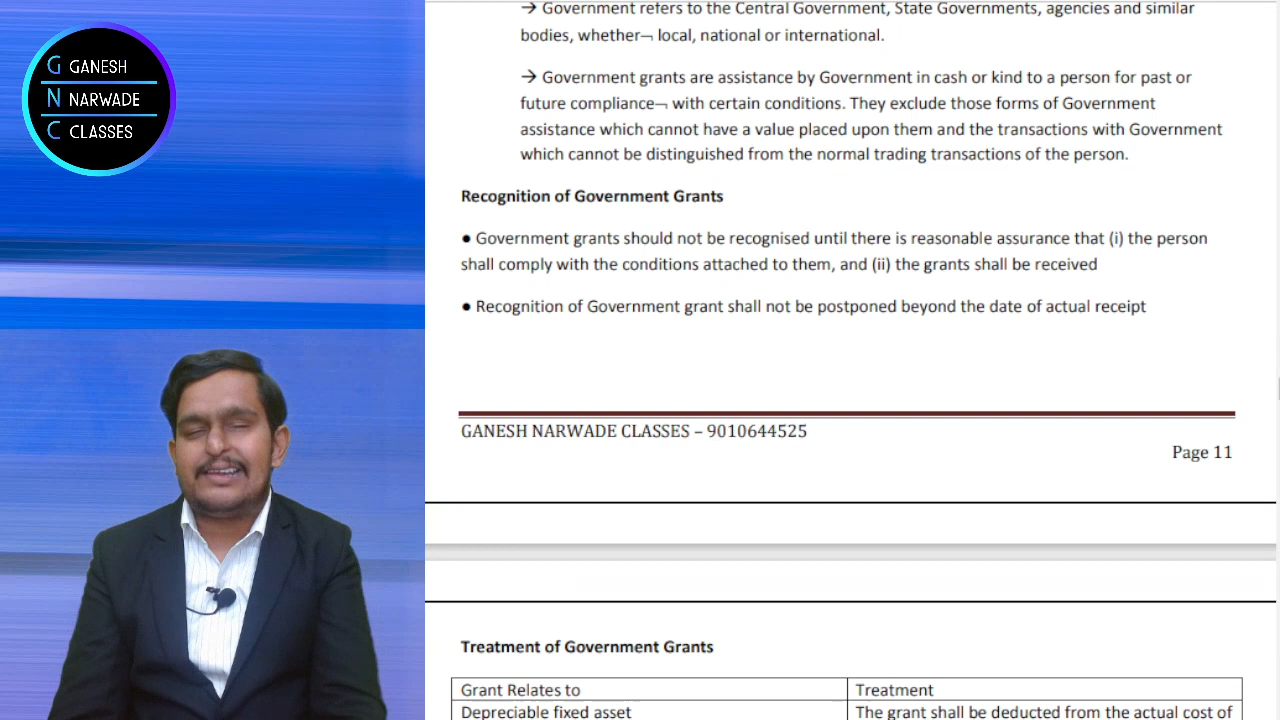 G GANESH
N NARWADE
C CLASSES
→ Government refers to the Central Government, State Governments, agencies and similar
bodies, whether¬ local, national or international.
→ Government grants are assistance by Government in cash or kind to a person for past or
future compliance¬ with certain conditions. They exclude those forms of Government
assistance which cannot have a value placed upon them and the transactions with Government
which cannot be distinguished from the normal trading transactions of the person.
Recognition of Government Grants
● Government grants should not be recognised until there is reasonable assurance that (i) the person
shall comply with the conditions attached to them, and (ii) the grants shall be received
● Recognition of Government grant shall not be postponed beyond the date of actual receipt
GANESH NARWADE CLASSES – 9010644525
Page 11
Treatment of Government Grants
Grant Relates to
Treatment
Depreciable fixed asset
The grant shall be deducted from the actual cost of